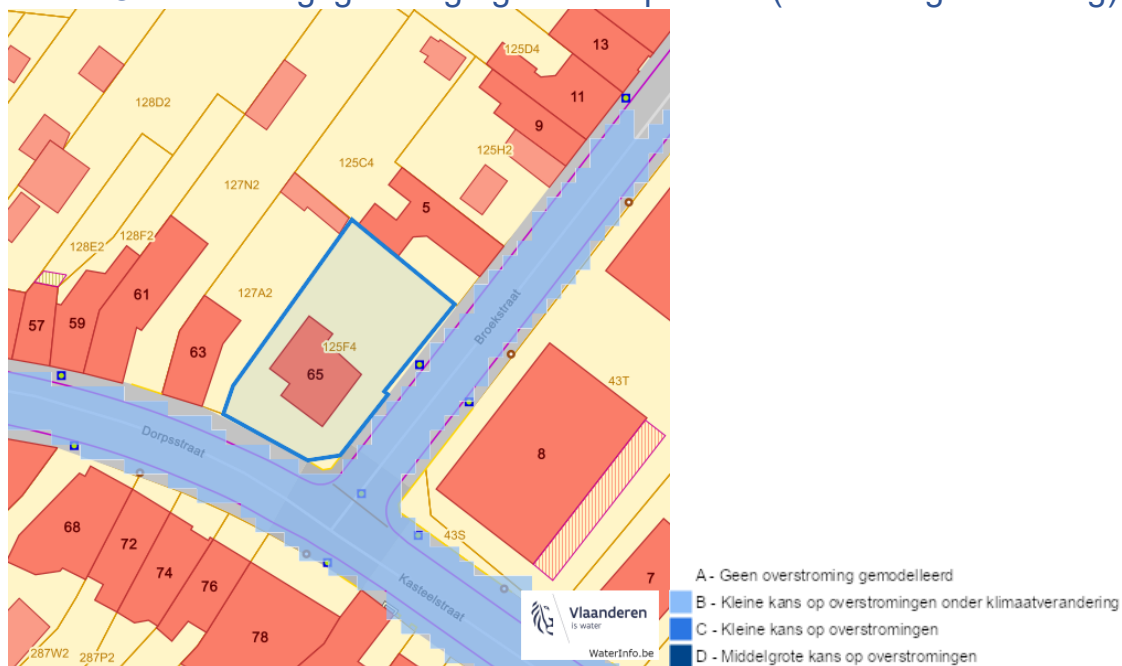 13
125D4
11
128D2
9
125H2
125C4
127N2
5
128F2
128E2
61
127A2
Broekstraat
57
59
63
125F4
65
43T
Dorpsstraat
8
68
72
43S
74
76
Kasteelstraat
7
78
287W2
287P2
Vlaanderen
is water
WaterInfo.be
A - Geen overstroming gemodelleerd
B - Kleine kans op overstromingen onder klimaatverandering
C - Kleine kans op overstromingen
D - Middelgrote kans op overstromingen